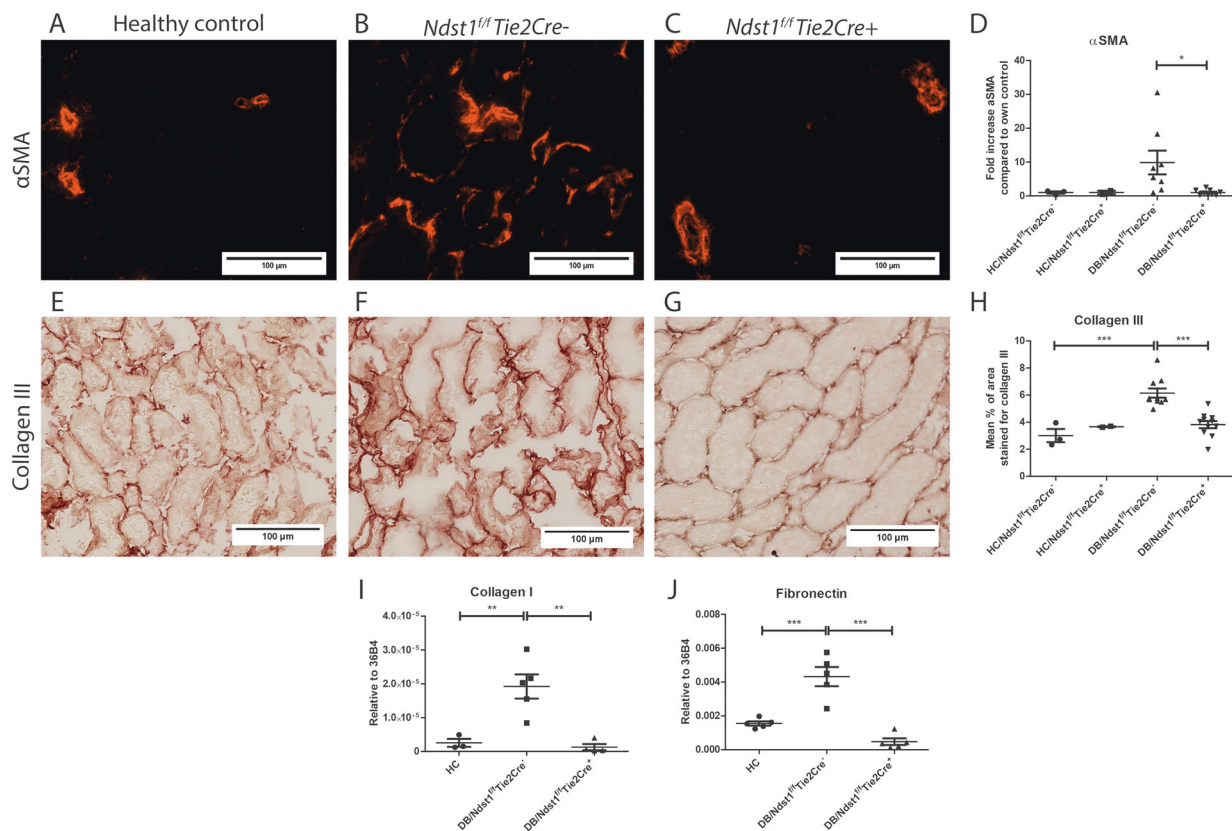 A Healthy control
B Ndst1f/f Tie2Cre-
C Ndst1f/f Tie2Cre+
αSMA
100 µm
100 µm
100 µm
D
αSMA
Fold increase aSMA
compared to own control
40
30
20
10
0
*
HC/Ndst1f/fTie2Cre-
HC/Ndst1f/fTie2Cre+
DB/Ndst1f/fTie2Cre-
DB/Ndst1f/fTie2Cre+
E
F
G
Collagen III
100 µm
100 µm
100 µm
H
Collagen III
Mean % of area
stained for collagen III
10
8
6
4
2
0
***
***
HC/Ndst1f/fTie2Cre-
HC/Ndst1f/fTie2Cre+
DB/Ndst1f/fTie2Cre-
DB/Ndst1f/fTie2Cre+
I
Collagen I
Relative to 36B4
4.0×10-5
3.0×10-5
2.0×10-5
1.0×10-5
0
**
**
HC
DB/Ndst1f/fTie2Cre-
DB/Ndst1f/fTie2Cre+
J
Fibronectin
Relative to 36B4
0.008
0.006
0.004
0.002
0.000
***
***
HC
DB/Ndst1f/fTie2Cre-
DB/Ndst1f/fTie2Cre+